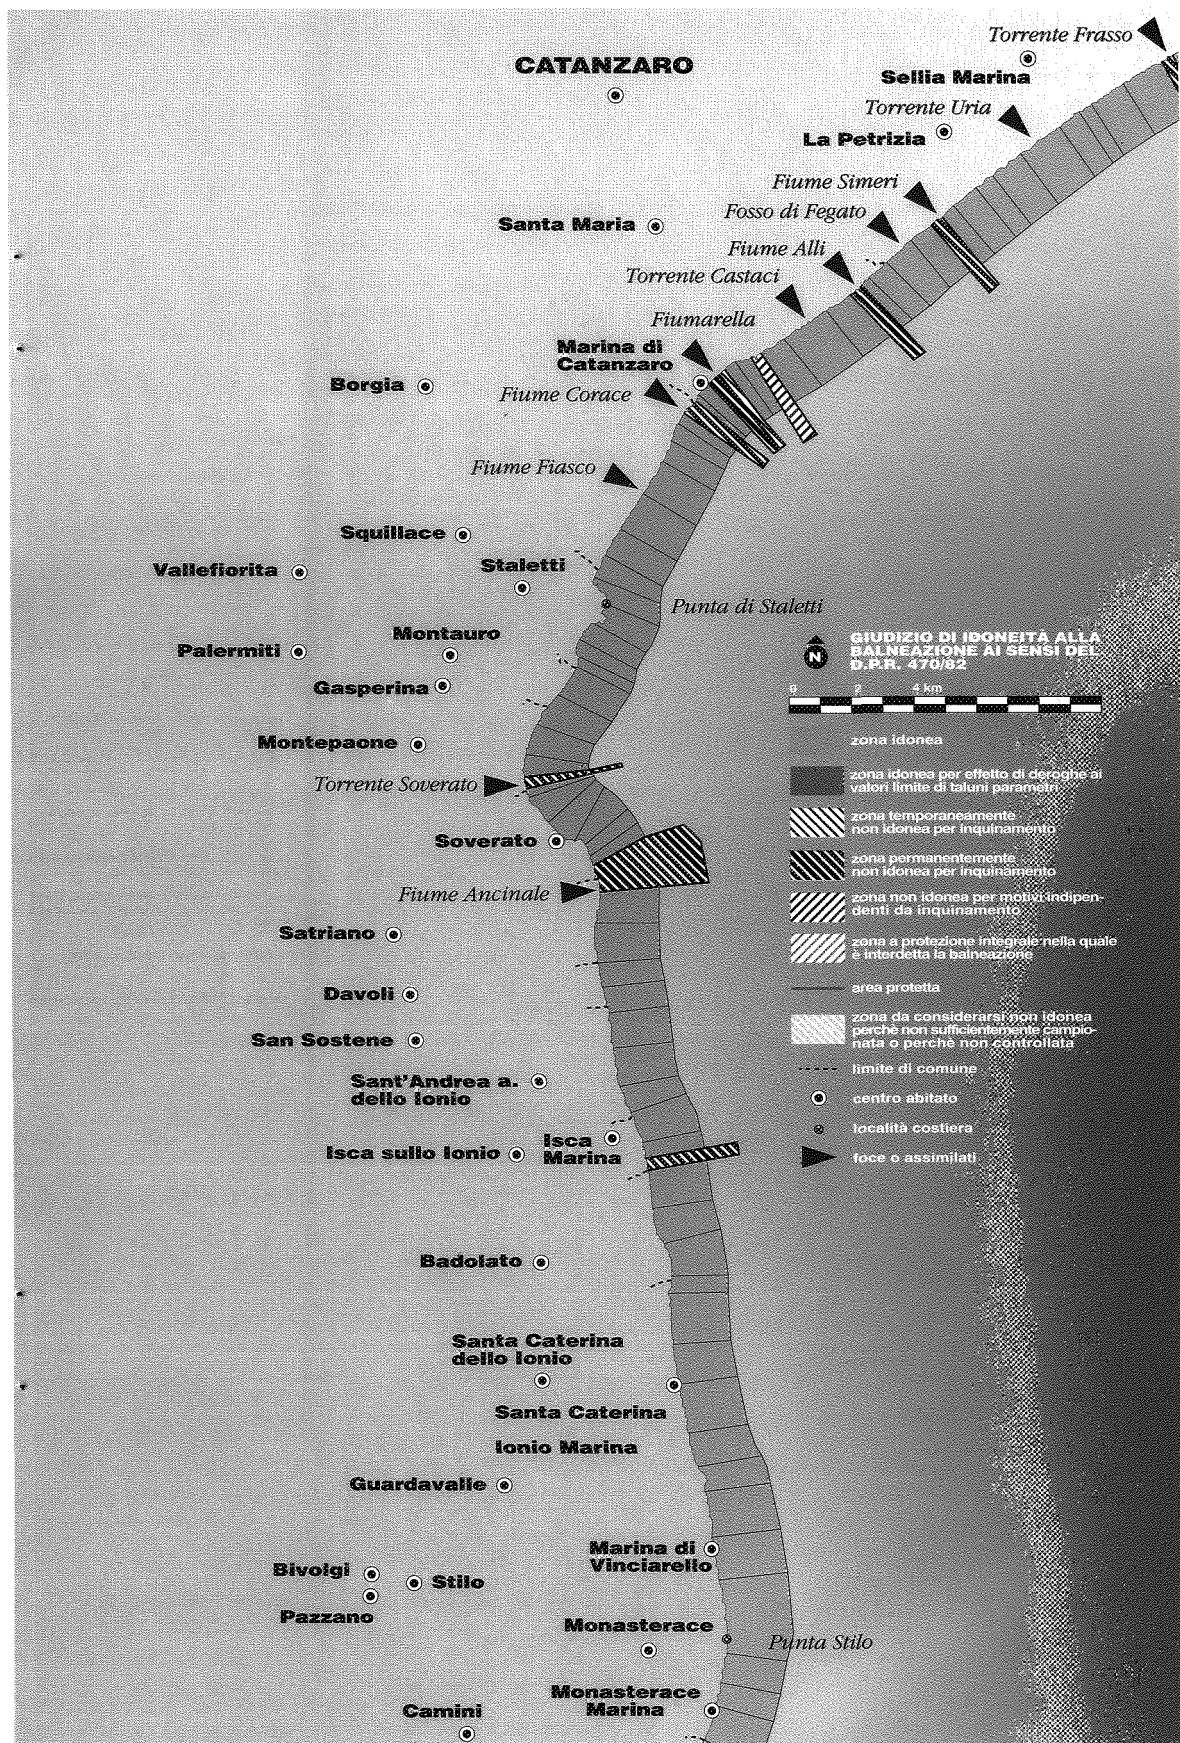 Torrente Frasso
CATANZARO
Sellia Marina
Torrente Uria
La Petrizia
Fiume Simeri
Fosso di Fegato
Santa Maria
Fiume Alli
Torrente Castaci
Fiumarella
Marina di
Catanzaro
Borgia
Fiume Corace
Fiume Fiasco
Squillace
Staletti
Vallefiorita
Punta di Staletti
Montauro
Palermiti
Gasperina
Montepaone
Torrente Soverato
Soverato
Fiume Ancinale
Satriano
Davoli
San Sostene
Sant'Andrea a.
dello Ionio
Isca
Marina
Isca sullo Ionio
Badolato
Santa Caterina
dello Ionio
Santa Caterina
Ionio Marina
Guardavalle
Marina di
Vinciarello
Bivolgi
Stilo
Pazzano
Monasterace
Punta Stilo
Monasterace
Marina
Camini
N
GIUDIZIO DI IDONEITÀ ALLA
BALNEAZIONE AI SENSI DEL
D.P.R. 470/82
0 2 4 km
zona idonea
zona idonea per effetto di deroghe ai
valori limite di taluni parametri
zona temporaneamente
non idonea per inquinamento
zona permanentemente
non idonea per inquinamento
zona non idonea per motivi indipen-
denti da inquinamento
zona a protezione integrale nella quale
è interdetta la balneazione
area protetta
zona da considerarsi non idonea
perchè non sufficientemente campio-
nata o perchè non controllata
limite di comune
centro abitato
località costiera
foce o assimilati